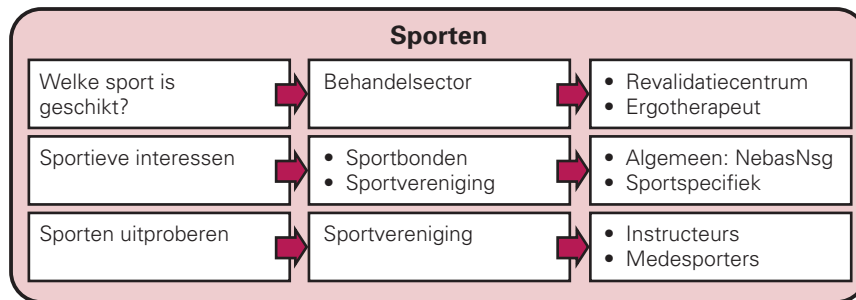 Sporten
Welke sport is
geschikt?
Behandelsector
• Revalidatiecentrum
• Ergotherapeut
Sportieve interessen
• Sportbonden
• Sportvereniging
• Algemeen: NebasNsg
• Sportspecifiek
Sporten uitproberen
Sportvereniging
• Instructeurs
• Medesporters